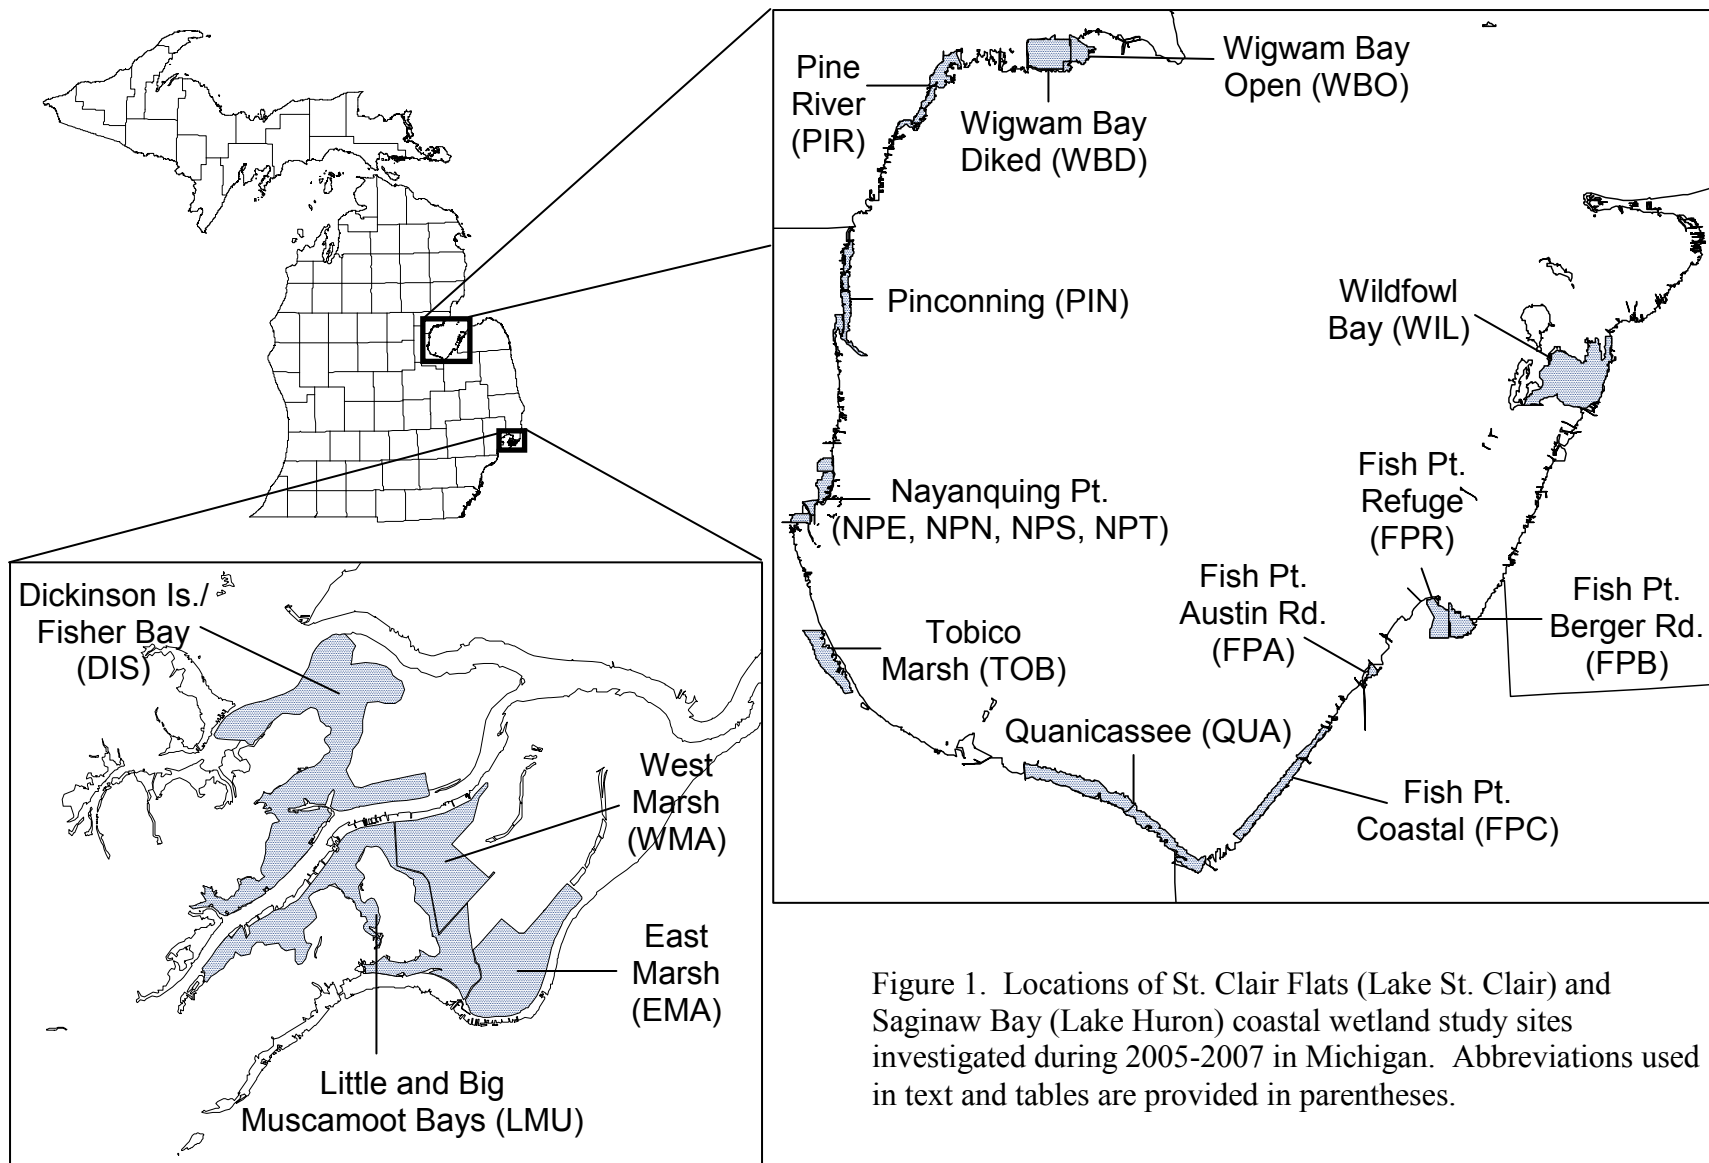 Pine
River
(PIR)
Wigwam Bay
Diked (WBD)
Wigwam Bay
Open (WBO)
Pinconning (PIN)
Wildfowl
Bay (WIL)
Nayanquing Pt.
(NPE, NPN, NPS, NPT)
Fish Pt.
Refuge
(FPR)
Fish Pt.
Austin Rd.
(FPA)
Fish Pt.
Berger Rd.
(FPB)
Tobico
Marsh (TOB)
Quanicassee (QUA)
Fish Pt.
Coastal (FPC)
Dickinson Is./
Fisher Bay
(DIS)
West
Marsh
(WMA)
East
Marsh
(EMA)
Little and Big
Muscamoot Bays (LMU)
Figure 1.  Locations of St. Clair Flats (Lake St. Clair) and
Saginaw Bay (Lake Huron) coastal wetland study sites
investigated during 2005-2007 in Michigan.  Abbreviations used
in text and tables are provided in parentheses.